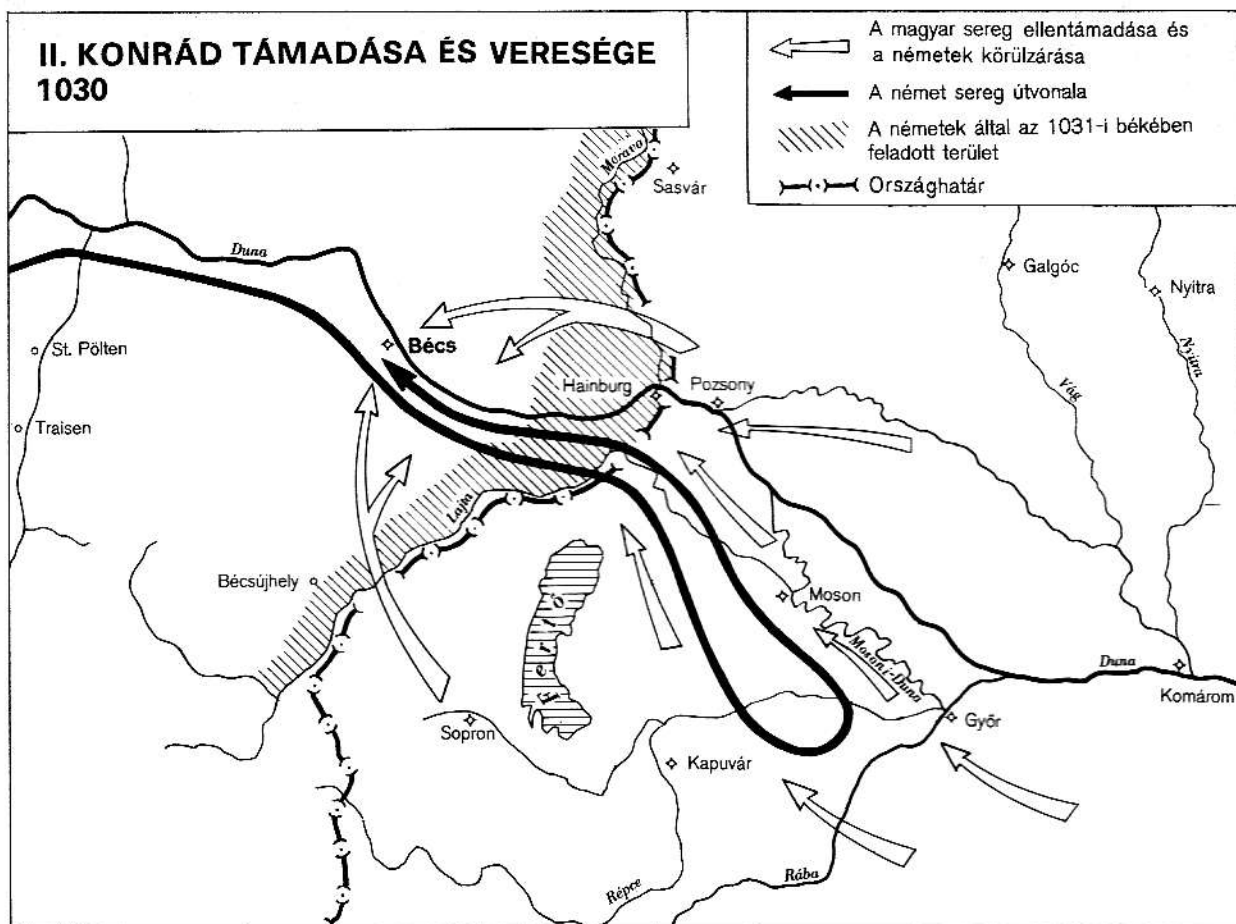 II. KONRÁD TÁMADÁSA ÉS VERESÉGE
1030
A magyar sereg ellentámadása és
a németek körülzárása
A német sereg útvonala
A németek által az 1031-i békében
feladott terület
Országhatár
Morava
Sasvár
Duna
Galgóc
Nyitra
St. Pölten
Bécs
Nyitra
Hainburg
Pozsony
Vág
Traisen
Lajta
Bécsújhely
Fertő
Moson
Mosoni-Duna
Duna
Komárom
Sopron
Győr
Kapuvár
Répce
Rába